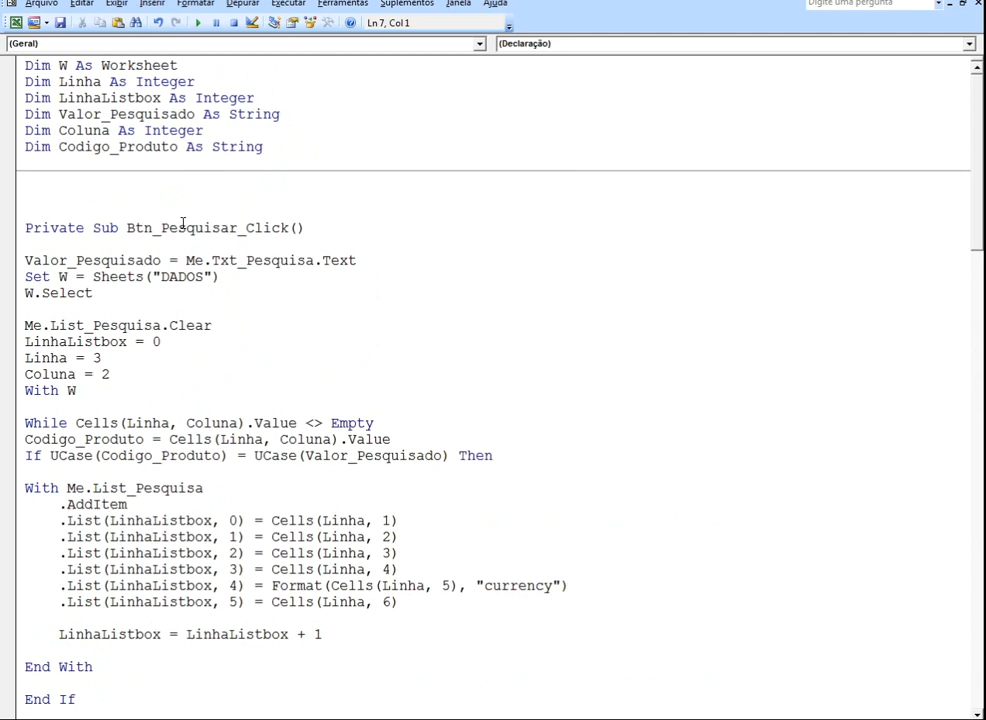 Arquivo Editar Exibir Inserir Formatar Depurar Executar Ferramentas Suplementos Janela Ajuda Digite uma pergunta
Ln 7, Col 1
(Geral) (Declaração)
Dim W As Worksheet
Dim Linha As Integer
Dim LinhaListbox As Integer
Dim Valor_Pesquisado As String
Dim Coluna As Integer
Dim Codigo_Produto As String
Private Sub Btn_Pesquisar_Click()
Valor_Pesquisado = Me.Txt_Pesquisa.Text
Set W = Sheets("DADOS")
W.Select
Me.List_Pesquisa.Clear
LinhaListbox = 0
Linha = 3
Coluna = 2
With W
While Cells(Linha, Coluna).Value <> Empty
Codigo_Produto = Cells(Linha, Coluna).Value
If UCase(Codigo_Produto) = UCase(Valor_Pesquisado) Then
With Me.List_Pesquisa
.AddItem
.List(LinhaListbox, 0) = Cells(Linha, 1)
.List(LinhaListbox, 1) = Cells(Linha, 2)
.List(LinhaListbox, 2) = Cells(Linha, 3)
.List(LinhaListbox, 3) = Cells(Linha, 4)
.List(LinhaListbox, 4) = Format(Cells(Linha, 5), "currency")
.List(LinhaListbox, 5) = Cells(Linha, 6)
LinhaListbox = LinhaListbox + 1
End With
End If